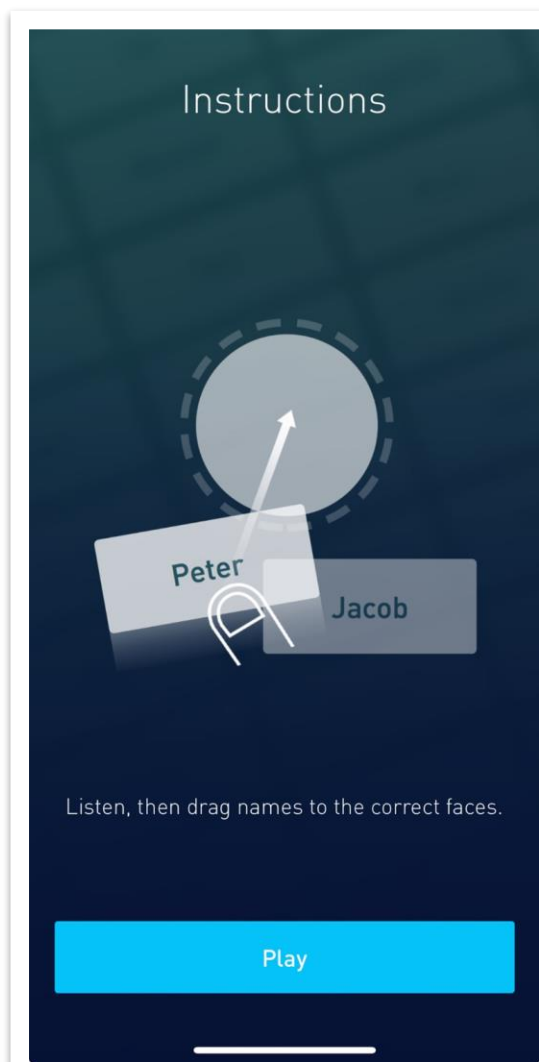 Instructions
Peter
Jacob
Listen, then drag names to the correct faces.
Play